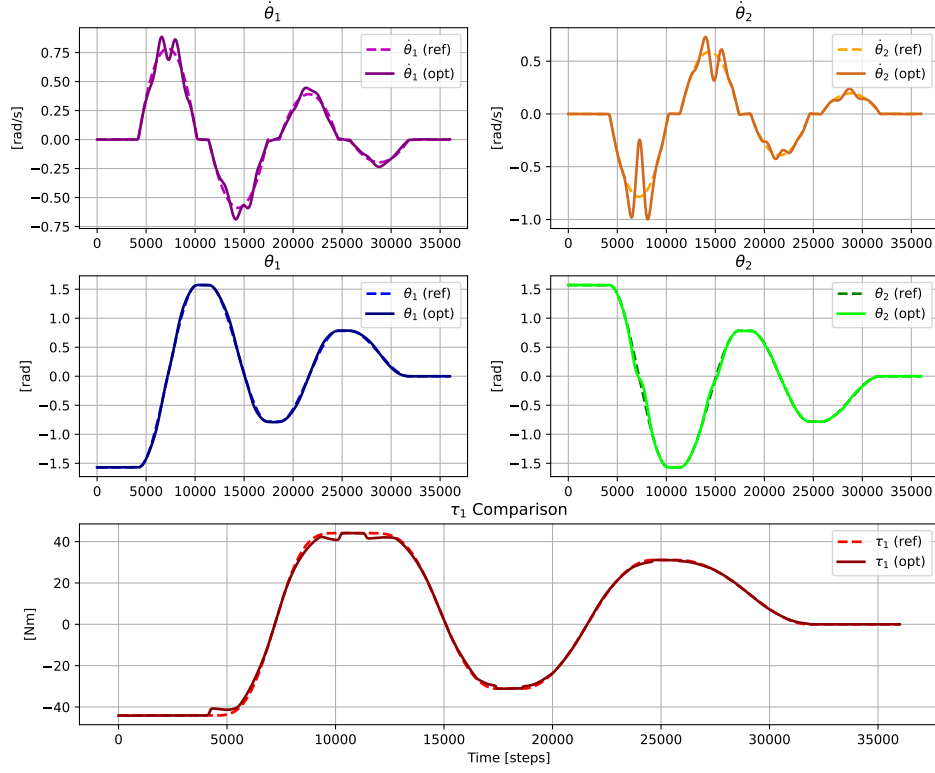 θ̇₁
θ̇₂
[rad/s]
0.75
0.50
0.25
0.00
−0.25
−0.50
−0.75
θ̇₁ (ref)
θ̇₁ (opt)
0 5000 10000 15000 20000 25000 30000 35000
[rad/s]
0.5
0.0
−0.5
−1.0
θ̇₂ (ref)
θ̇₂ (opt)
0 5000 10000 15000 20000 25000 30000 35000
θ₁
θ₂
[rad]
1.5
1.0
0.5
0.0
−0.5
−1.0
−1.5
θ₁ (ref)
θ₁ (opt)
0 5000 10000 15000 20000 25000 30000 35000
[rad]
1.5
1.0
0.5
0.0
−0.5
−1.0
−1.5
θ₂ (ref)
θ₂ (opt)
0 5000 10000 15000 20000 25000 30000 35000
τ₁ Comparison
[Nm]
40
20
0
−20
−40
τ₁ (ref)
τ₁ (opt)
0 5000 10000 15000 20000 25000 30000 35000
Time [steps]